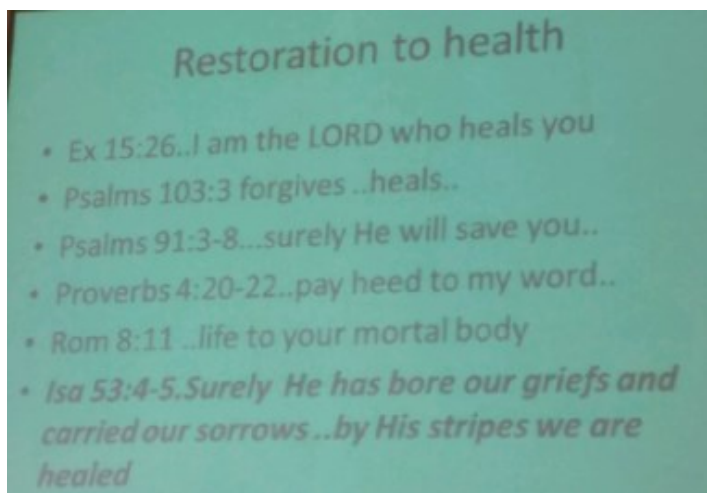 Restoration to health
• Ex 15:26..I am the LORD who heals you
• Psalms 103:3 forgives ..heals..
• Psalms 91:3-8...surely He will save you..
• Proverbs 4:20-22..pay heed to my word..
• Rom 8:11 ..life to your mortal body
• Isa 53:4-5.Surely He has bore our griefs and
carried our sorrows ..by His stripes we are
healed